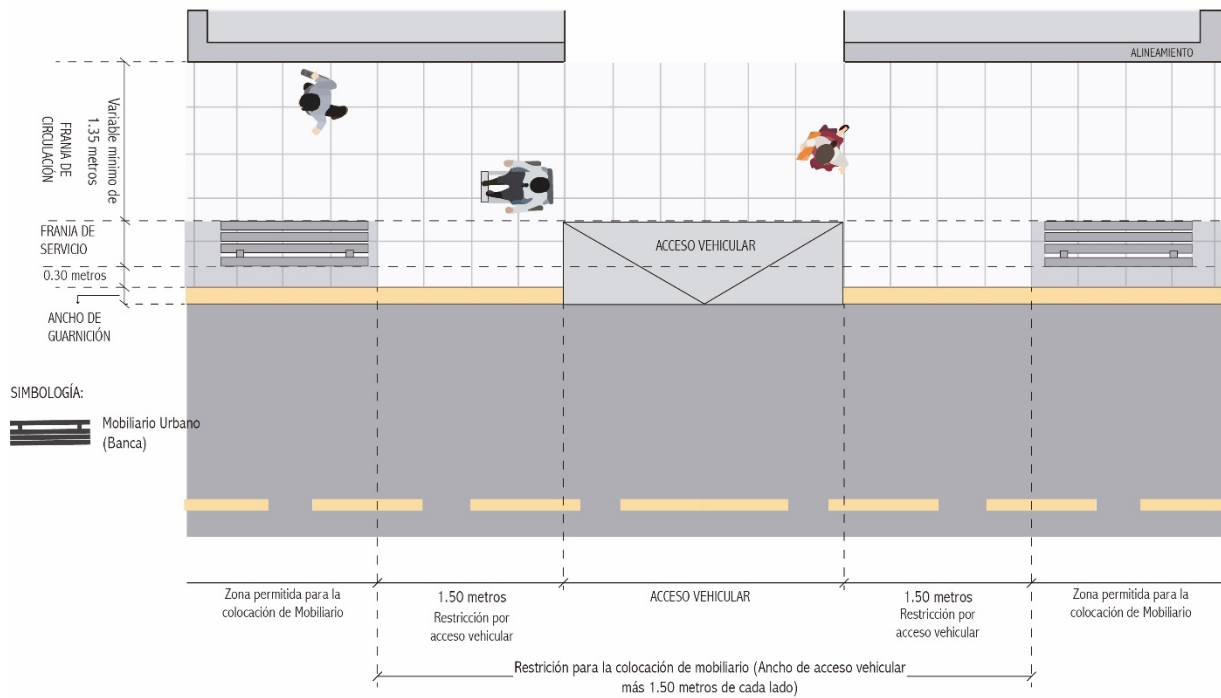 ALINEAMIENTO
Variable mínimo de
1.35 metros
FRANJA DE
CIRCULACIÓN
FRANJA DE
SERVICIO
0.30 metros
ANCHO DE
GUARNICIÓN
ACCESO VEHICULAR
SIMBOLOGÍA:
Mobiliario Urbano
(Banca)
Zona permitida para la
colocación de Mobiliario
1.50 metros
Restricción por
acceso vehicular
ACCESO VEHICULAR
1.50 metros
Restricción por
acceso vehicular
Zona permitida para la
colocación de Mobiliario
Restrición para la colocación de mobiliario (Ancho de acceso vehicular
más 1.50 metros de cada lado)